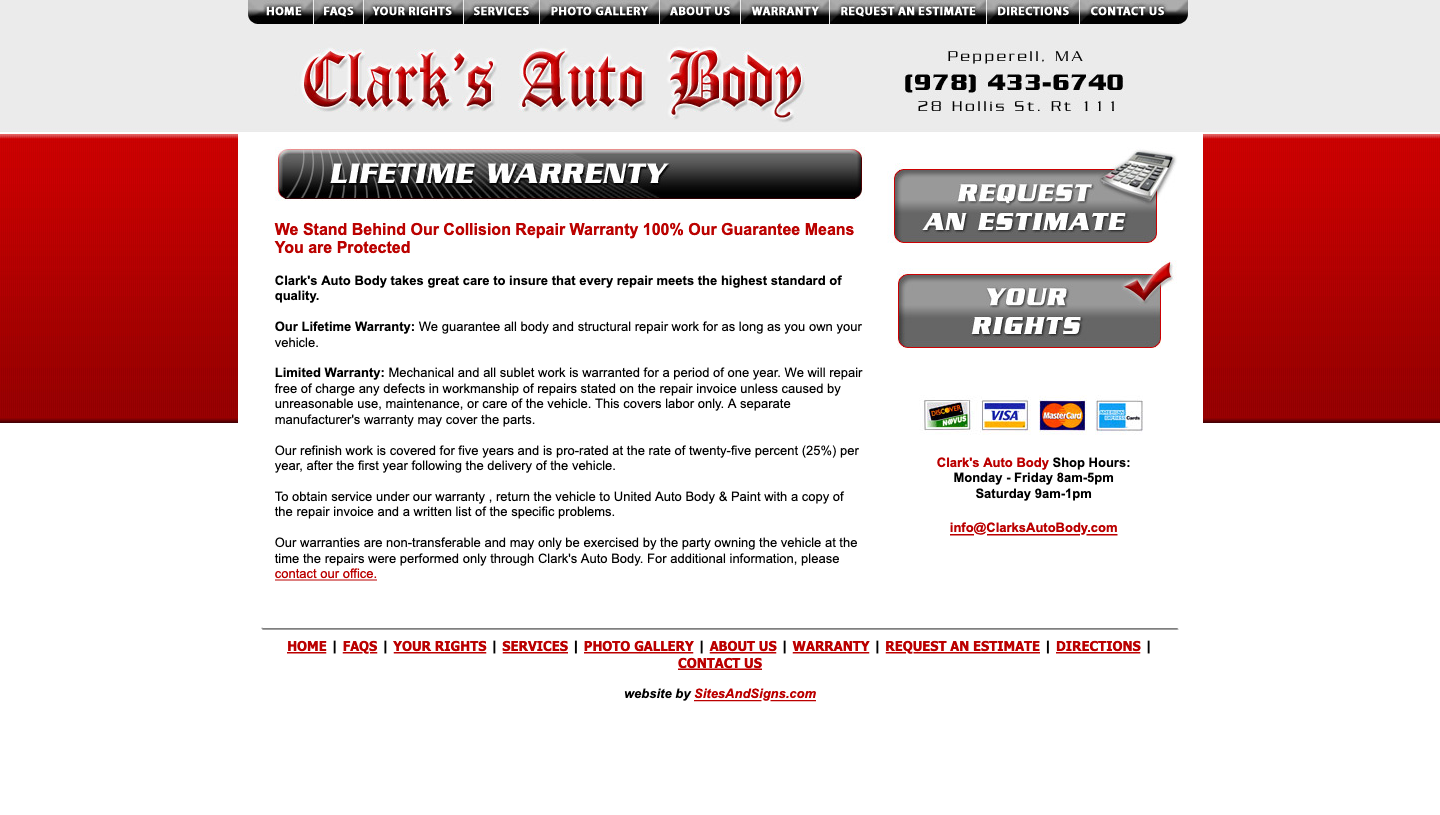 HOME FAQS YOUR RIGHTS SERVICES PHOTO GALLERY ABOUT US WARRANTY REQUEST AN ESTIMATE DIRECTIONS CONTACT US
Clark's Auto Body
Pepperell, MA
(978) 433-6740
28 Hollis St. Rt 111
LIFETIME WARRENTY
We Stand Behind Our Collision Repair Warranty 100% Our Guarantee Means
You are Protected
Clark's Auto Body takes great care to insure that every repair meets the highest standard of
quality.
Our Lifetime Warranty: We guarantee all body and structural repair work for as long as you own your
vehicle.
Limited Warranty: Mechanical and all sublet work is warranted for a period of one year. We will repair
free of charge any defects in workmanship of repairs stated on the repair invoice unless caused by
unreasonable use, maintenance, or care of the vehicle. This covers labor only. A separate
manufacturer's warranty may cover the parts.
Our refinish work is covered for five years and is pro-rated at the rate of twenty-five percent (25%) per
year, after the first year following the delivery of the vehicle.
To obtain service under our warranty , return the vehicle to United Auto Body & Paint with a copy of
the repair invoice and a written list of the specific problems.
Our warranties are non-transferable and may only be exercised by the party owning the vehicle at the
time the repairs were performed only through Clark's Auto Body. For additional information, please
contact our office.
REQUEST
AN ESTIMATE
YOUR
RIGHTS
DISCOVER
NOVUS
VISA
MasterCard
AMERICAN
EXPRESS Cards
Clark's Auto Body Shop Hours:
Monday - Friday 8am-5pm
Saturday 9am-1pm
info@ClarksAutoBody.com
HOME | FAQS | YOUR RIGHTS | SERVICES | PHOTO GALLERY | ABOUT US | WARRANTY | REQUEST AN ESTIMATE | DIRECTIONS |
CONTACT US
website by SitesAndSigns.com